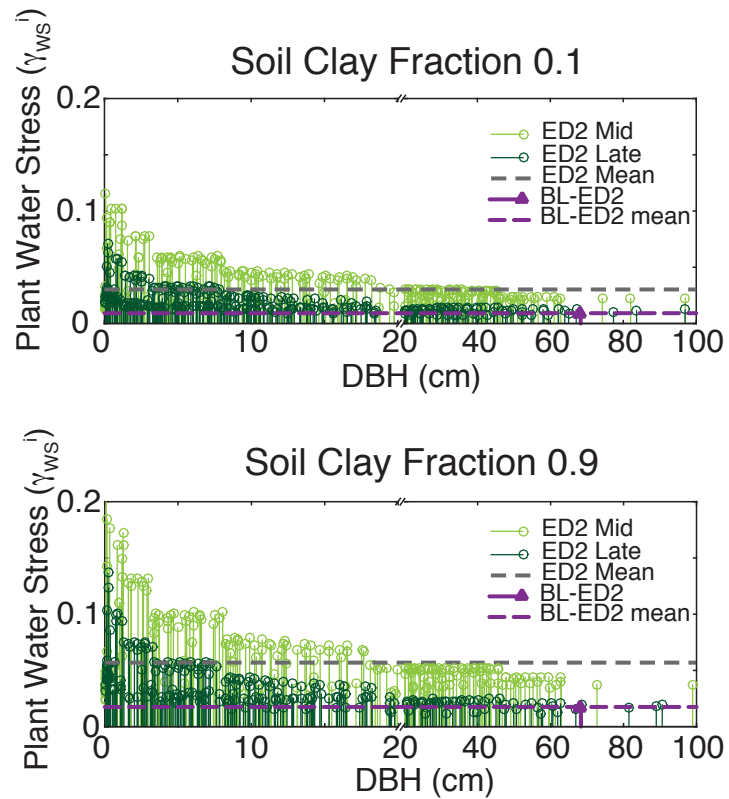 Soil Clay Fraction 0.1
Plant Water Stress (γWSⁱ)
0.2
0.1
0
ED2 Mid
ED2 Late
ED2 Mean
BL-ED2
BL-ED2 mean
0 10 20 40 60 80 100
DBH (cm)
Soil Clay Fraction 0.9
Plant Water Stress (γWSⁱ)
0.2
0.1
0
ED2 Mid
ED2 Late
ED2 Mean
BL-ED2
BL-ED2 mean
0 10 20 40 60 80 100
DBH (cm)